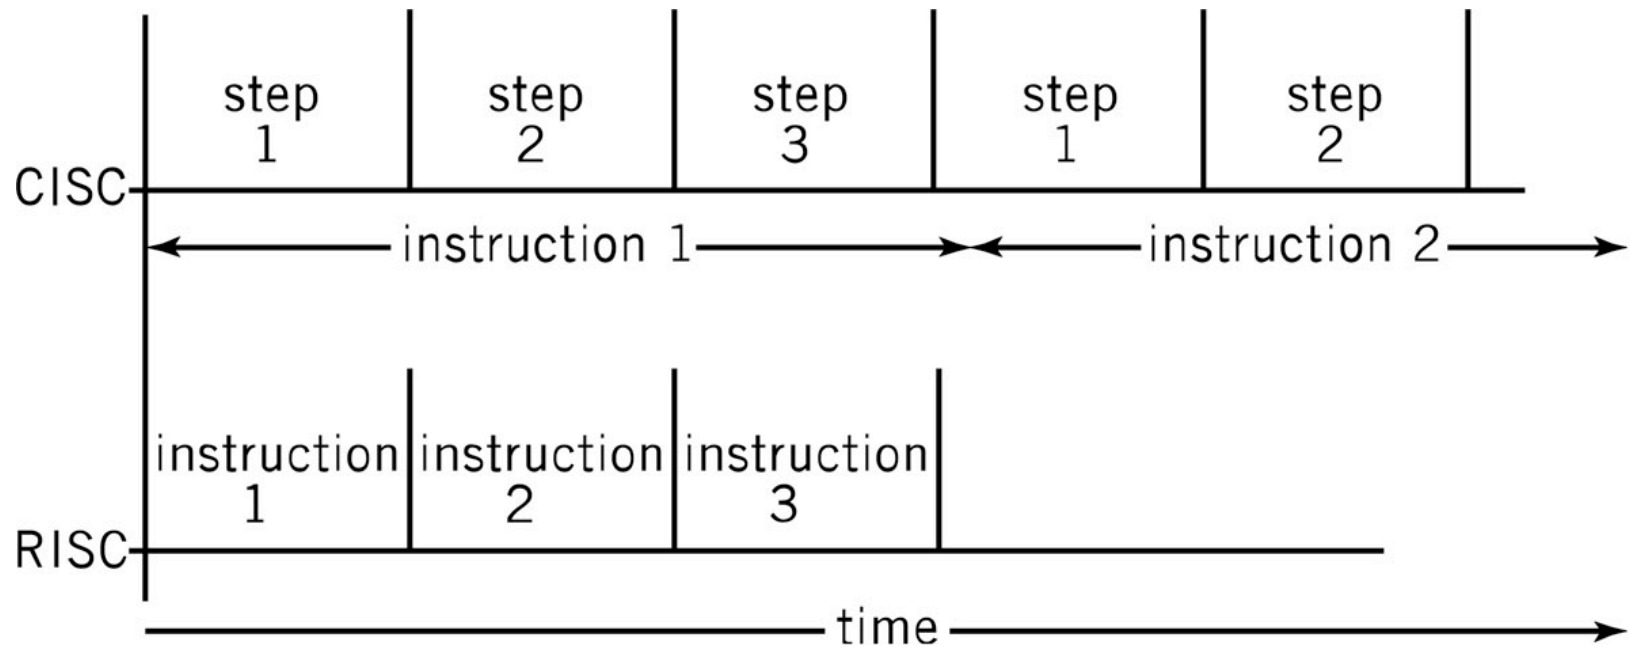 step step step step step
1 2 3 1 2
CISC
instruction 1 instruction 2
instruction instruction instruction
1 2 3
RISC
time